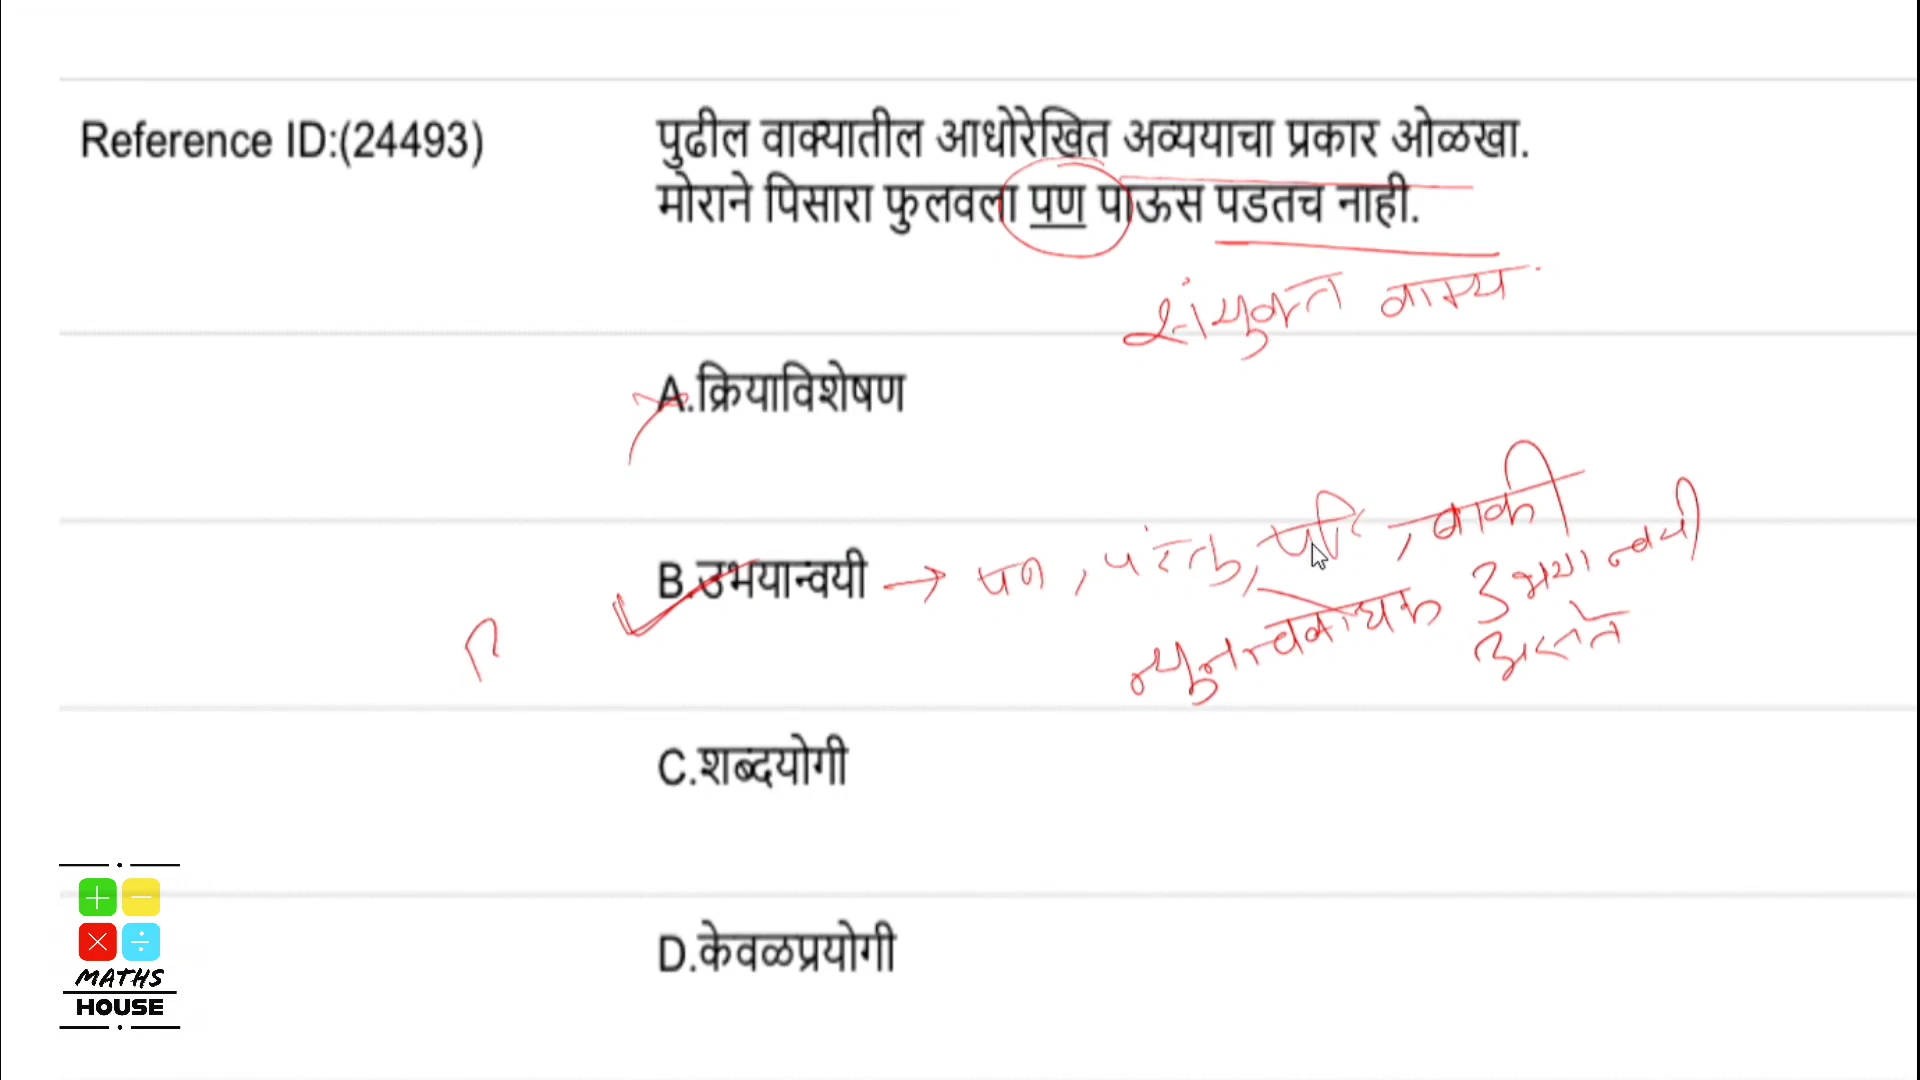 Reference ID:(24493)
पुढील वाक्यातील आधोरेखित अव्ययाचा प्रकार ओळखा.
मोराने पिसारा फुलवला पण पाऊस पडतच नाही.
संयुक्त वाक्य
A.क्रियाविशेषण
B.उभयान्वयी → पण, परंतु, परि, बाकी
न्यूनत्वबोधक उभयान्वयी
असते
C.शब्दयोगी
D.केवळप्रयोगी
+ −
× ÷
MATHS
HOUSE